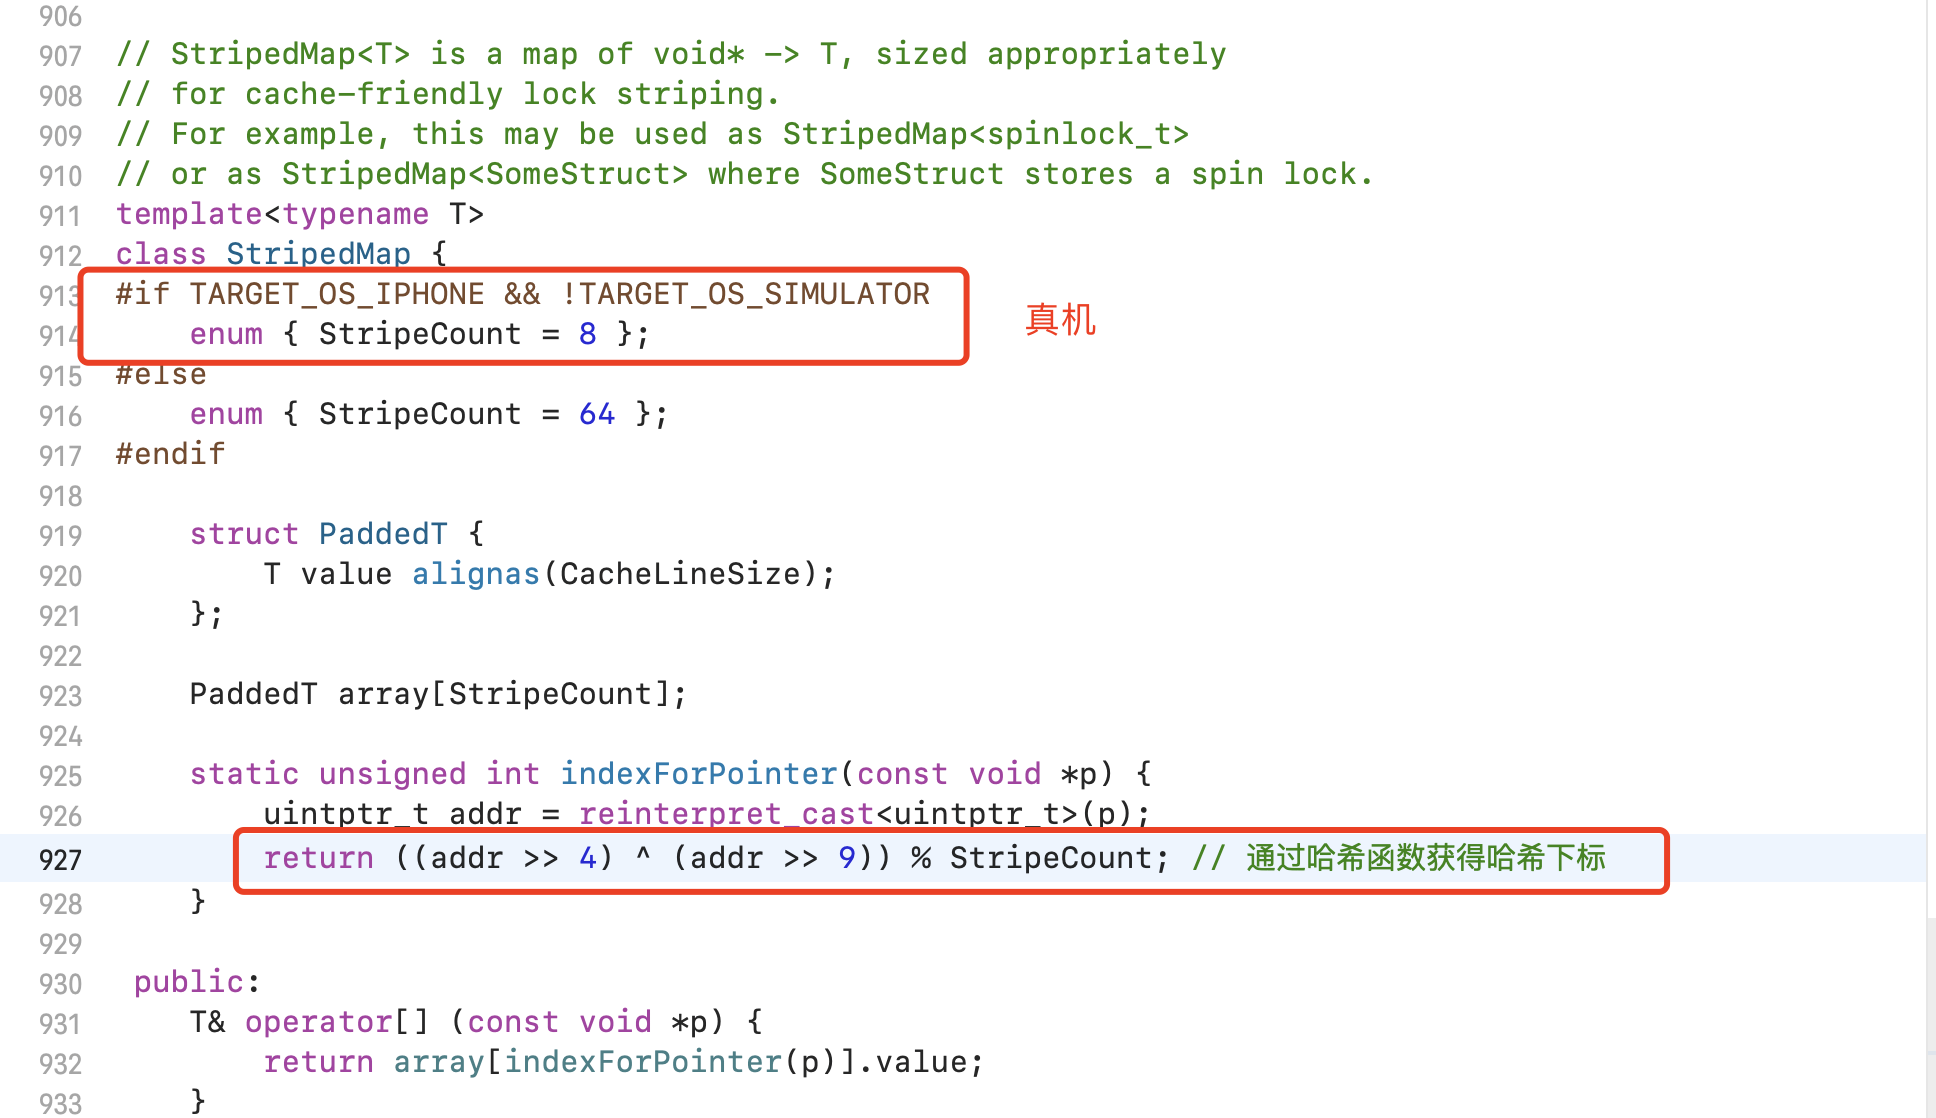 906
907 // StripedMap<T> is a map of void* -> T, sized appropriately
908 // for cache-friendly lock striping.
909 // For example, this may be used as StripedMap<spinlock_t>
910 // or as StripedMap<SomeStruct> where SomeStruct stores a spin lock.
911 template<typename T>
912 class StripedMap {
913 #if TARGET_OS_IPHONE && !TARGET_OS_SIMULATOR
真机
914     enum { StripeCount = 8 };
915 #else
916     enum { StripeCount = 64 };
917 #endif
918
919     struct PaddedT {
920         T value alignas(CacheLineSize);
921     };
922
923     PaddedT array[StripeCount];
924
925     static unsigned int indexForPointer(const void *p) {
926         uintptr_t addr = reinterpret_cast<uintptr_t>(p);
927         return ((addr >> 4) ^ (addr >> 9)) % StripeCount; // 通过哈希函数获得哈希下标
928     }
929
930  public:
931     T& operator[] (const void *p) {
932         return array[indexForPointer(p)].value;
933     }